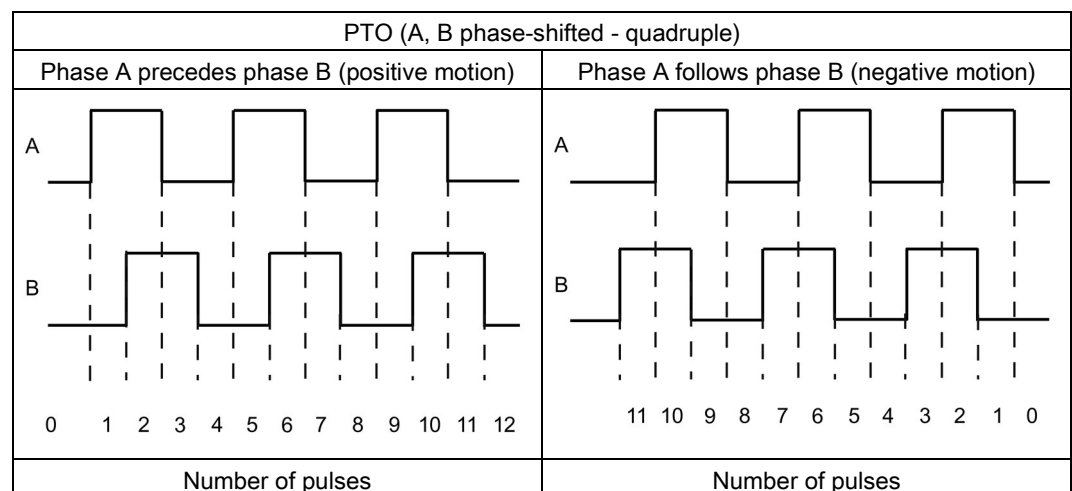 PTO (A, B phase-shifted - quadruple)
Phase A precedes phase B (positive motion)
Phase A follows phase B (negative motion)
A
B
0 1 2 3 4 5 6 7 8 9 10 11 12
A
B
11 10 9 8 7 6 5 4 3 2 1 0
Number of pulses
Number of pulses